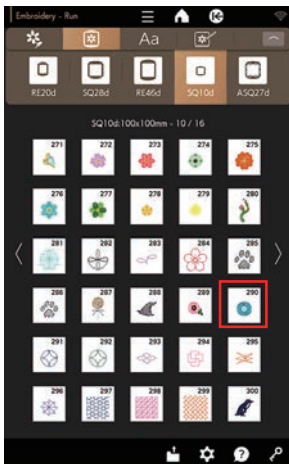 Embroidery - Run
Aa
RE20d SQ28d RE46d SQ10d ASQ27d
SQ10d:100x100mm - 10 / 16
271 272 273 274 275
276 277 278 279 280
281 282 283 284 285
286 287 288 289 290
291 292 293 294 295
296 297 298 299 300